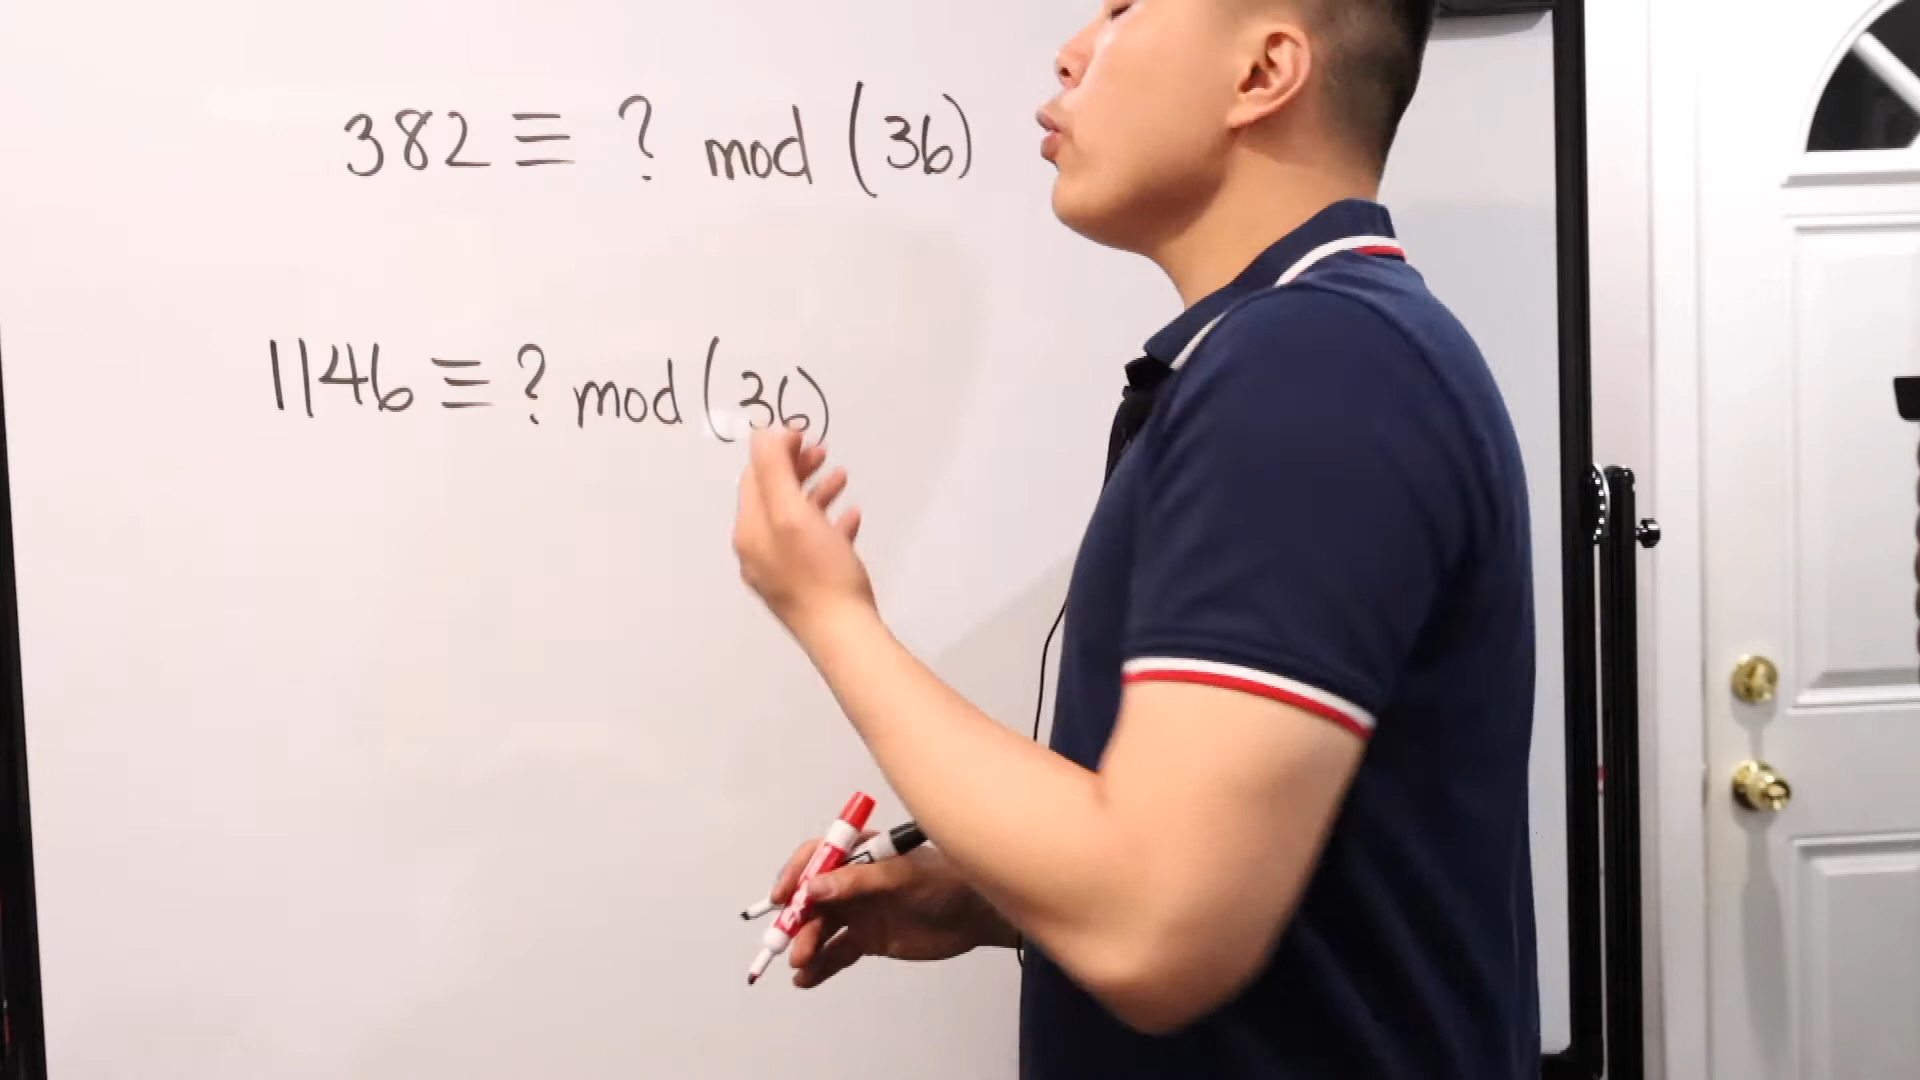 382 ≡ ? mod (36)
1146 ≡ ? mod (36)